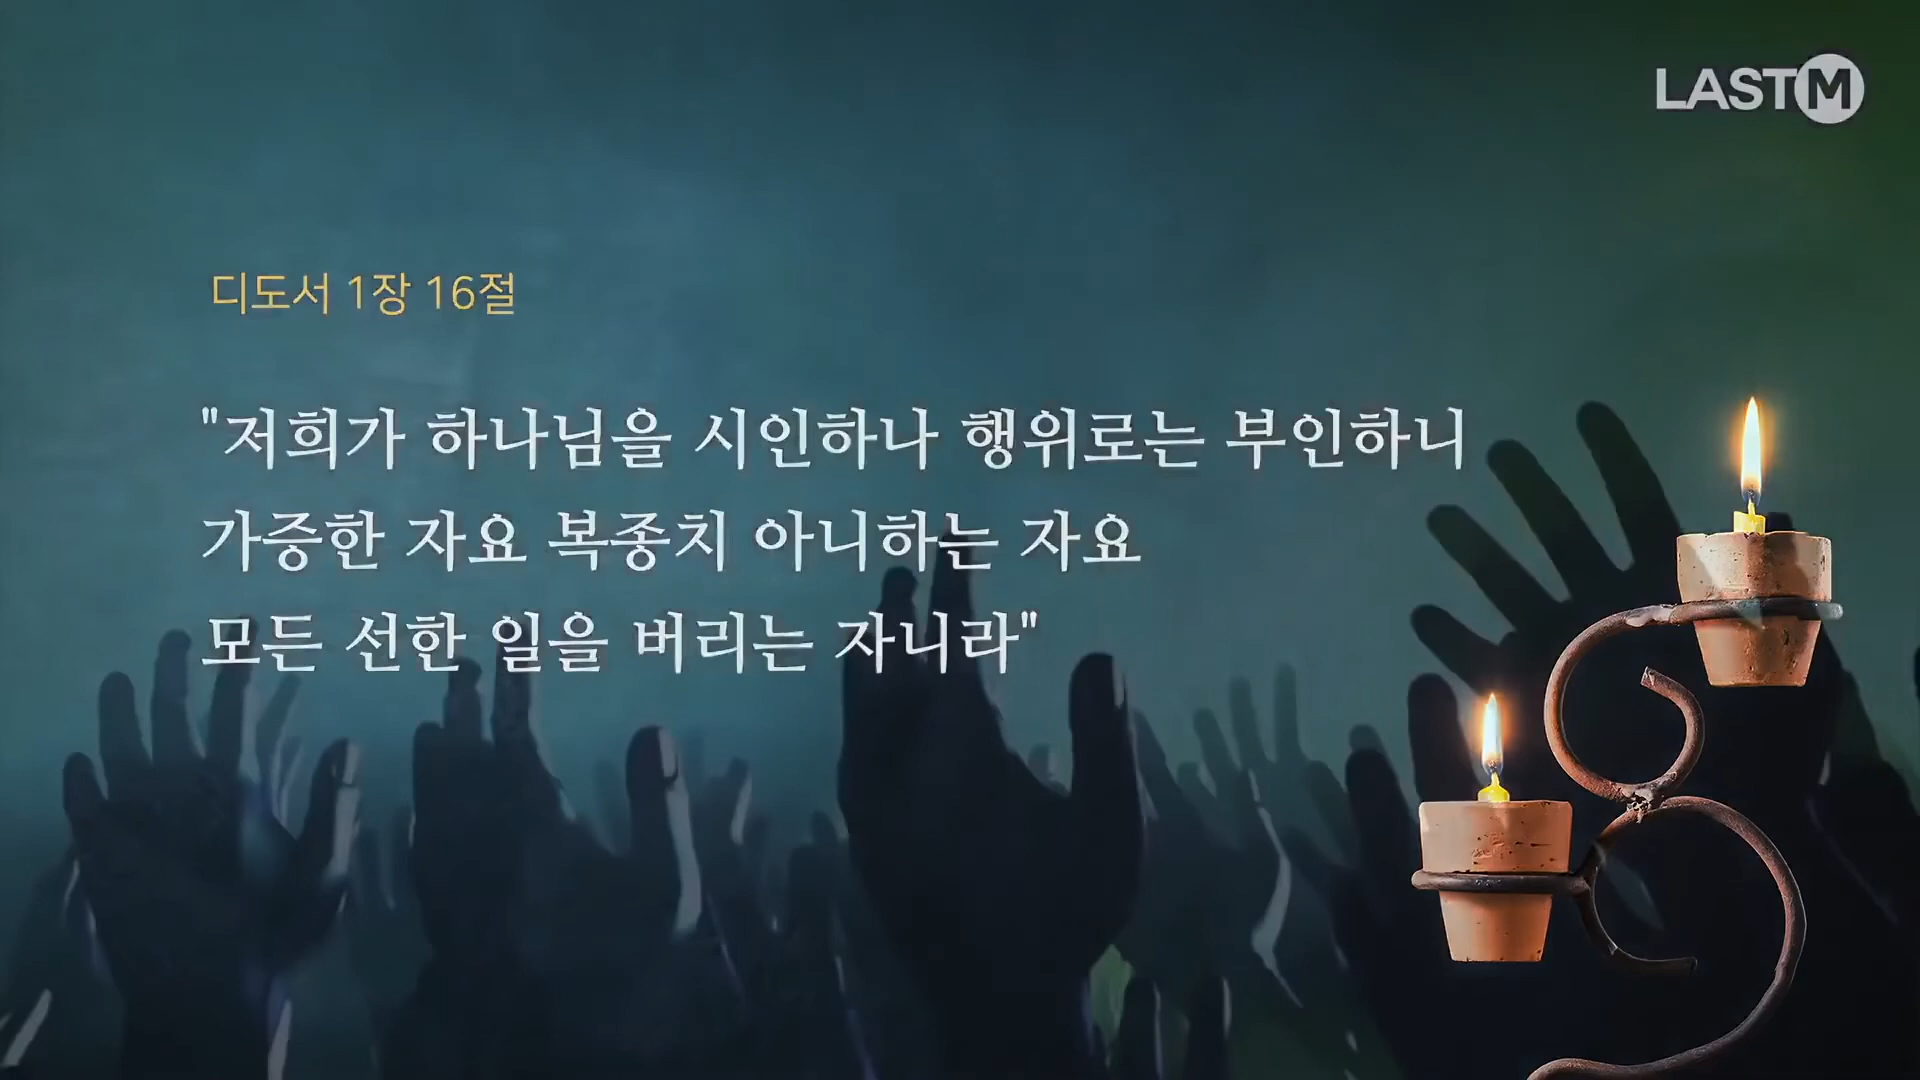 LASTM
디도서 1장 16절
"저희가 하나님을 시인하나 행위로는 부인하니
가증한 자요 복종치 아니하는 자요
모든 선한 일을 버리는 자니라"